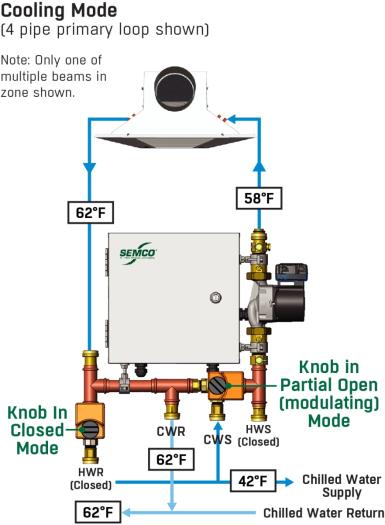 Cooling Mode
(4 pipe primary loop shown)
Note: Only one of
multiple beams in
zone shown.
62°F
58°F
SEMCO
Knob in
Partial Open
(modulating)
Mode
Knob In
Closed
Mode
CWR
CWS
HWS
(Closed)
HWR
(Closed)
62°F
42°F
Chilled Water
Supply
62°F
Chilled Water Return